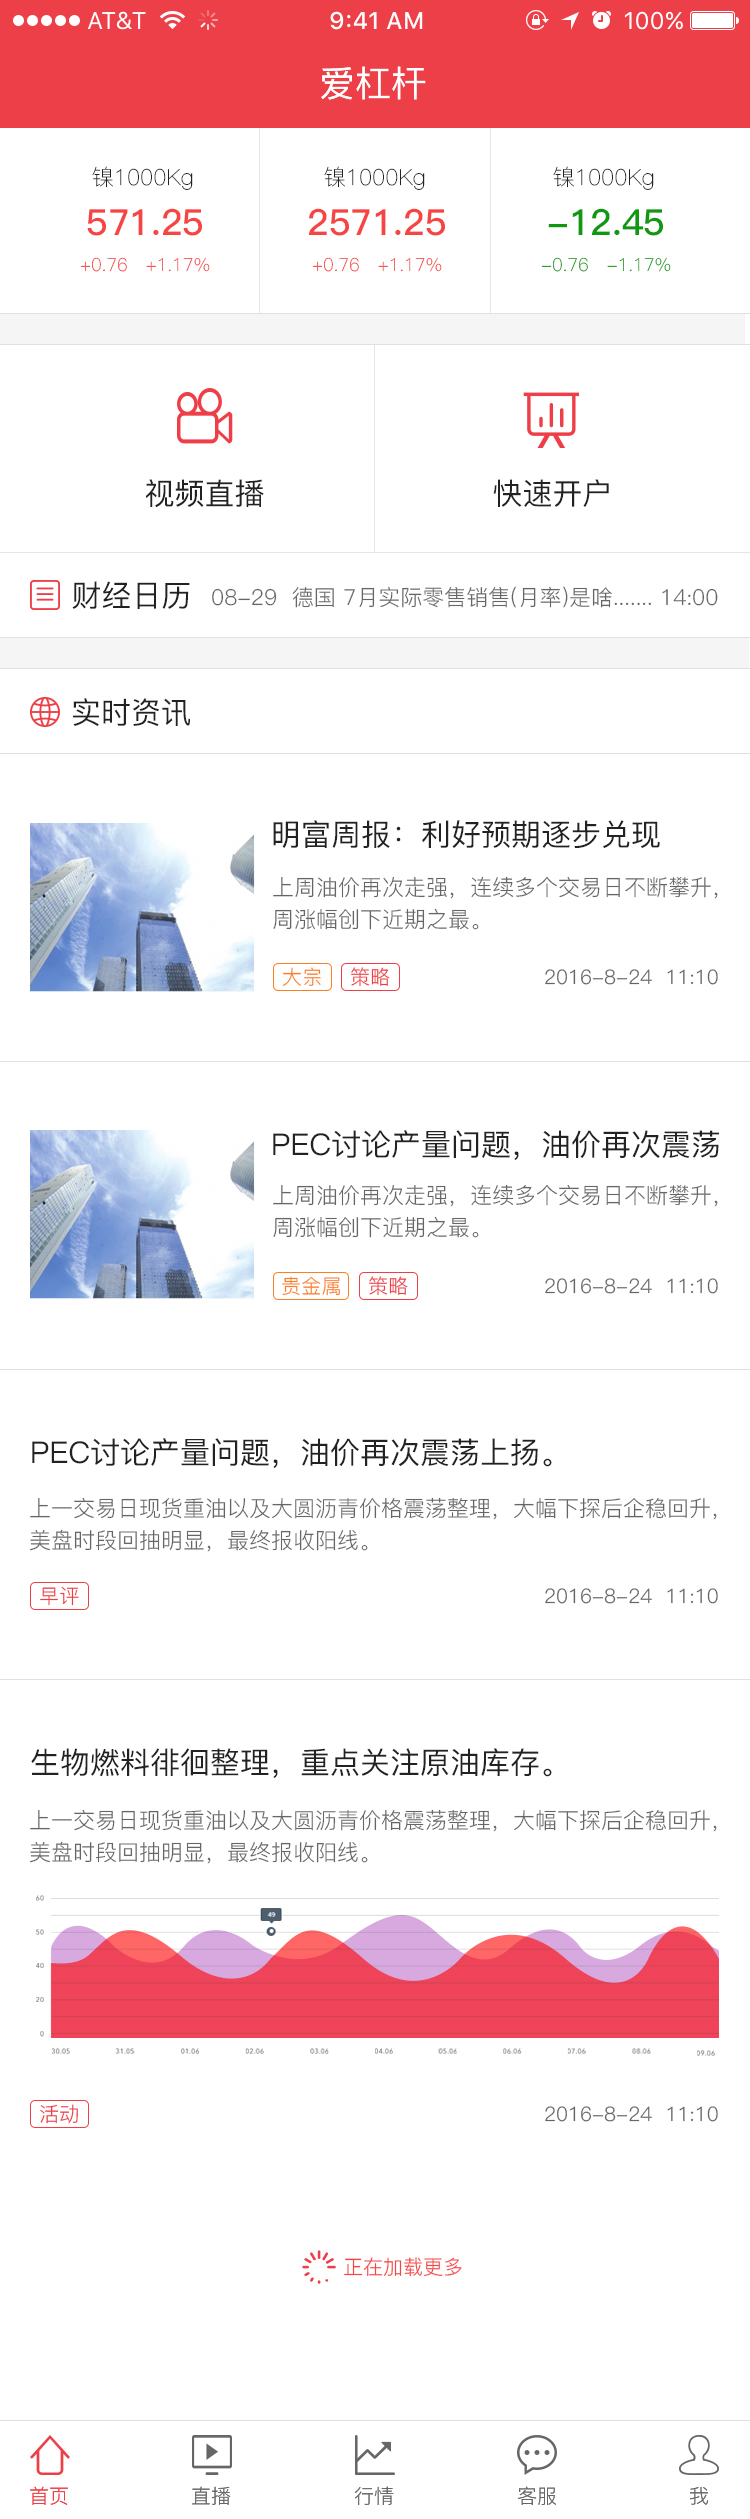 AT&T 9:41 AM 100%
爱杠杆
镍1000Kg 镍1000Kg 镍1000Kg
571.25 2571.25 -12.45
+0.76 +1.17% +0.76 +1.17% -0.76 -1.17%
视频直播 快速开户
财经日历 08-29 德国 7月实际零售销售(月率)是啥....... 14:00
实时资讯
明富周报：利好预期逐步兑现
上周油价再次走强，连续多个交易日不断攀升，
周涨幅创下近期之最。
大宗 策略 2016-8-24 11:10
PEC讨论产量问题，油价再次震荡
上周油价再次走强，连续多个交易日不断攀升，
周涨幅创下近期之最。
贵金属 策略 2016-8-24 11:10
PEC讨论产量问题，油价再次震荡上扬。
上一交易日现货重油以及大圆沥青价格震荡整理，大幅下探后企稳回升，
美盘时段回抽明显，最终报收阳线。
早评 2016-8-24 11:10
生物燃料徘徊整理，重点关注原油库存。
上一交易日现货重油以及大圆沥青价格震荡整理，大幅下探后企稳回升，
美盘时段回抽明显，最终报收阳线。
60
49
50
40
20
0
30.05 31.05 01.06 02.06 03.06 04.06 05.06 06.06 07.06 08.06 09.06
活动 2016-8-24 11:10
正在加载更多
首页 直播 行情 客服 我